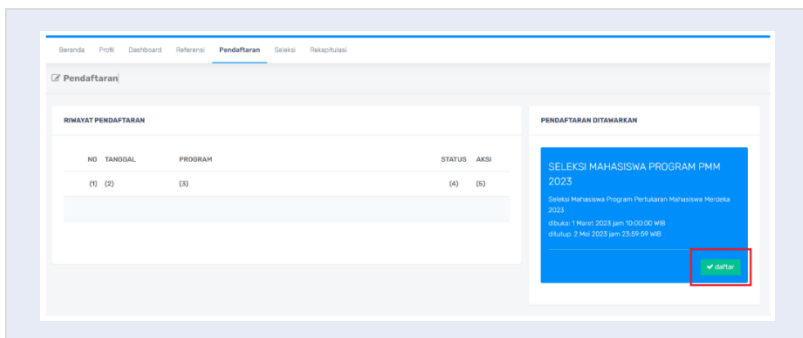 Beranda Profil Dashboard Referensi Pendaftaran Seleksi Rekapitulasi
Pendaftaran
RIWAYAT PENDAFTARAN
NO TANGGAL PROGRAM STATUS AKSI
(1) (2) (3) (4) (5)
PENDAFTARAN DITAWARKAN
SELEKSI MAHASISWA PROGRAM PMM
2023
Seleksi Mahasiswa Program Pertukaran Mahasiswa Merdeka
2023
dibuka: 1 Maret 2023 jam 10:00:00 WIB
ditutup: 2 Mei 2023 jam 23:59:59 WIB
daftar